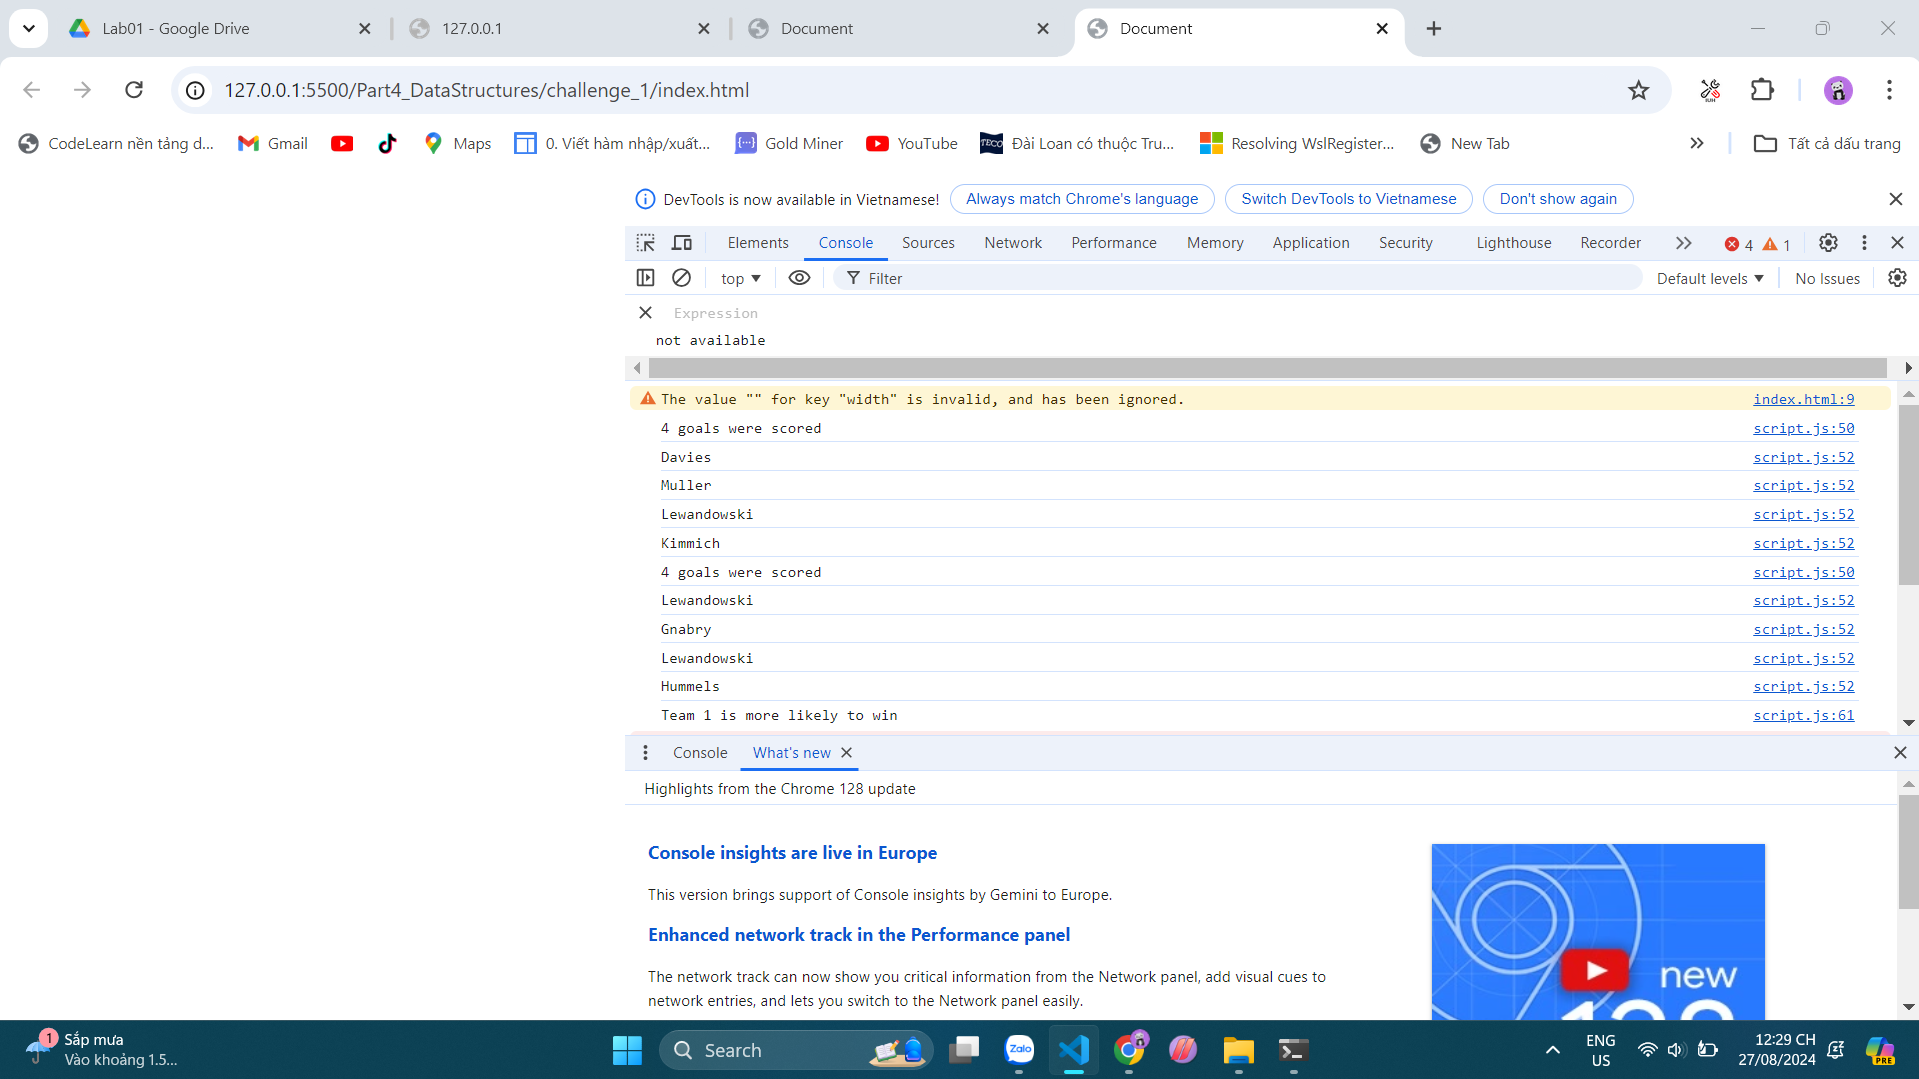 Lab01 - Google Drive
127.0.0.1
Document
Document
127.0.0.1:5500/Part4_DataStructures/challenge_1/index.html
CodeLearn nền tảng d...
Gmail
Maps
0. Viết hàm nhập/xuất...
Gold Miner
YouTube
TECO
Đài Loan có thuộc Tru...
Resolving WslRegister...
New Tab
Tất cả dấu trang
DevTools is now available in Vietnamese!
Always match Chrome's language
Switch DevTools to Vietnamese
Don't show again
Elements
Console
Sources
Network
Performance
Memory
Application
Security
Lighthouse
Recorder
4
1
top
Filter
Default levels
No Issues
Expression
not available
The value "" for key "width" is invalid, and has been ignored. index.html:9
4 goals were scored script.js:50
Davies script.js:52
Muller script.js:52
Lewandowski script.js:52
Kimmich script.js:52
4 goals were scored script.js:50
Lewandowski script.js:52
Gnabry script.js:52
Lewandowski script.js:52
Hummels script.js:52
Team 1 is more likely to win script.js:61
Console
What's new
Highlights from the Chrome 128 update
Console insights are live in Europe
This version brings support of Console insights by Gemini to Europe.
Enhanced network track in the Performance panel
The network track can now show you critical information from the Network panel, add visual cues to
network entries, and lets you switch to the Network panel easily.
new
128
1
Sắp mưa
Vào khoảng 1.5...
Search
Zalo
ENG
US
12:29 CH
27/08/2024
PRE